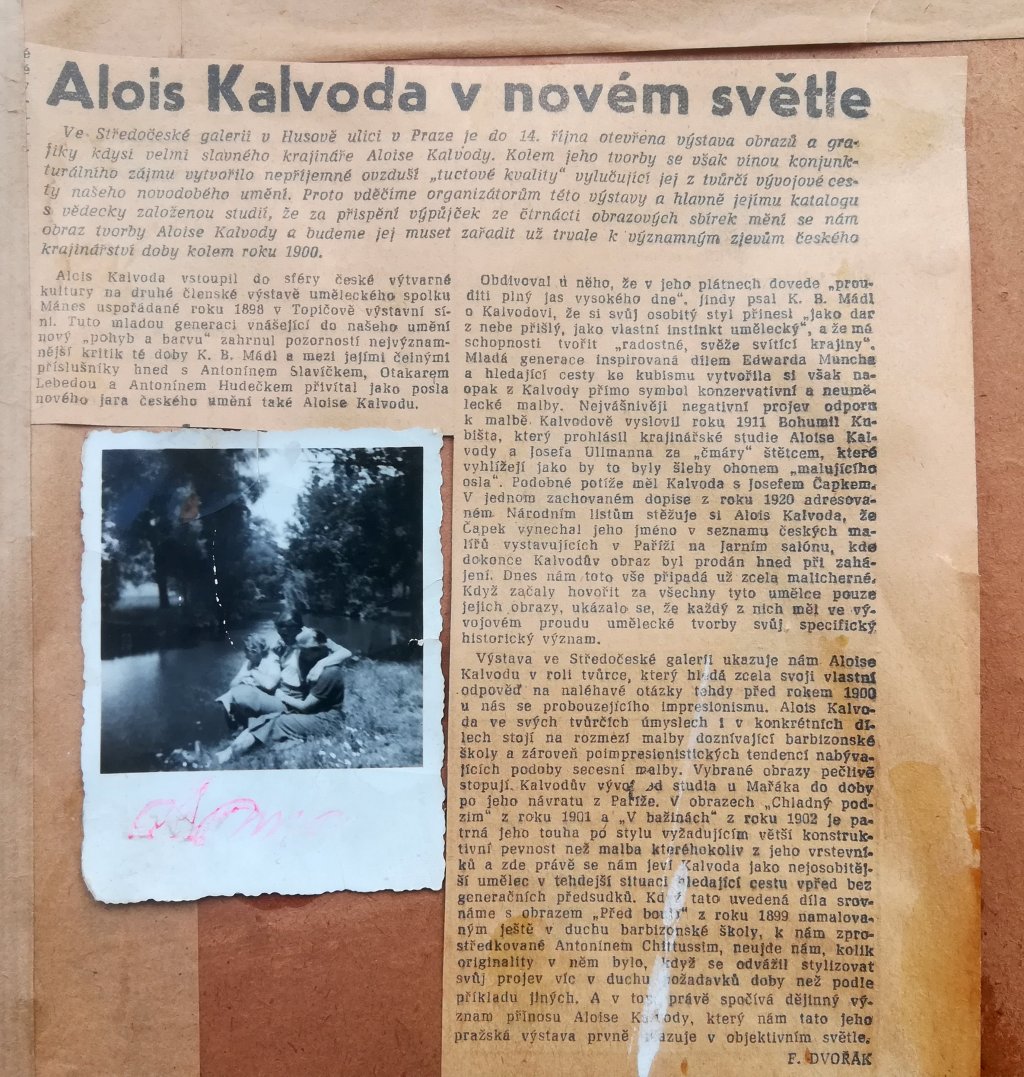 Alois Kalvoda v novém světle
Ve Středočeské galerii v Husově ulici v Praze je do 14. října otevřena výstava obrazů a gra-
fiky kdysi velmi slavného krajináře Aloise Kalvody. Kolem jeho tvorby se však vinou konjunk-
turálního zájmu vytvořilo nepříjemné ovzduší „tuctové kvality“ vylučující jej z tvůrčí vývojové ces-
ty našeho novodobého umění. Proto vděčíme organizátorům této výstavy a hlavně jejímu katalogu
s vědecky založenou studií, že za přispění výpůjček ze čtrnácti obrazových sbírek mění se nám
obraz tvorby Aloise Kalvody a budeme jej muset zařadit už trvale k významným zjevům českého
krajinářství doby kolem roku 1900.
Alois Kalvoda vstoupil do sféry české výtvarné
kultury na druhé členské výstavě uměleckého spolku
Mánes uspořádané roku 1898 v Topičově výstavní sí-
ni. Tuto mladou generaci vnášející do našeho umění
nový „pohyb a barvu“ zahrnul pozorností nejvýznam-
nější kritik té doby K. B. Mádl a mezi jejími čelnými
příslušníky hned s Antonínem Slavíčkem, Otakarem
Lebedou a Antonínem Hudečkem přivítal jako posla
nového jara českého umění také Aloise Kalvodu.
Obdivoval u něho, že v jeho plátnech dovede „prou-
diti plný jas vysokého dne“, jindy psal K. B. Mádl
o Kalvodovi, že si svůj osobitý styl přinesl „jako dar
z nebe přišlý, jako vlastní instinkt umělecký“, a že má
schopnosti tvořit „radostné, svěže svítící krajiny“.
Mladá generace inspirovaná dílem Edwarda Muncha
a hledající cesty ke kubismu vytvořila si však na-
opak z Kalvody přímo symbol konzervativní a neumě-
lecké malby. Nejvášnivěji negativní projev odporu
k malbě Kalvodově vyslovil roku 1911 Bohumil Ku-
bišta, který prohlásil krajinářské studie Aloise Kal-
vody a Josefa Ullmanna za „čmáry“ štětcem, které
vyhlížejí jako by to byly šlehy ohonem „malujícího
osla“. Podobné potíže měl Kalvoda s Josefem Čapkem.
V jednom zachovaném dopise z roku 1920 adresova-
ném Národním listům stěžuje si Alois Kalvoda, že
Čapek vynechal jeho jméno v seznamu českých ma-
lířů vystavujících v Paříži na Jarním salónu, kde
dokonce Kalvodův obraz byl prodán hned při zahá-
jení. Dnes nám toto vše připadá už zcela malicherné.
Když začaly hovořit za všechny tyto umělce pouze
jejich obrazy, ukázalo se, že každý z nich měl ve vý-
vojovém proudu umělecké tvorby svůj specifický
historický význam.
Výstava ve Středočeské galerii ukazuje nám Aloise
Kalvodu v roli tvůrce, který hledá zcela svoji vlastní
odpověď na naléhavé otázky tehdy před rokem 1900
u nás se probouzejícího impresionismu. Alois Kalvo-
da ve svých tvůrčích úmyslech i v konkrétních dí-
lech stojí na rozmezí malby doznívající barbizonské
školy a zároveň poimpresionistických tendencí nabýva-
jících podoby secesní malby. Vybrané obrazy pečlivě
stopují Kalvodův vývoj od studia u Mařáka do doby
po jeho návratu z Paříže. V obrazech „Chladný pod-
zim“ z roku 1901 a „V bažinách“ z roku 1902 je pa-
trná jeho touha po stylu vyžadujícím větší konstruk-
tivní pevnost než malba kteréhokoliv z jeho vrstevní-
ků a zde právě se nám jeví Kalvoda jako nejosobitěj-
ší umělec v tehdejší situaci hledající cestu vpřed bez
generačních předsudků. Když tato uvedená díla srov-
náme s obrazem „Před bouří“ z roku 1899 namalova-
ným ještě v duchu barbizonské školy, k nám zpro-
středkované Antonínem Chittussim, neujde nám, kolik
originality v něm bylo, když se odvážil stylizovat
svůj projev víc v duchu požadavků doby než podle
příkladu jiných. A v tom právě spočívá dějinný vý-
znam přínosu Aloise Kalvody, který nám tato jeho
pražská výstava prvně ukazuje v objektivním světle.
F. DVOŘÁK